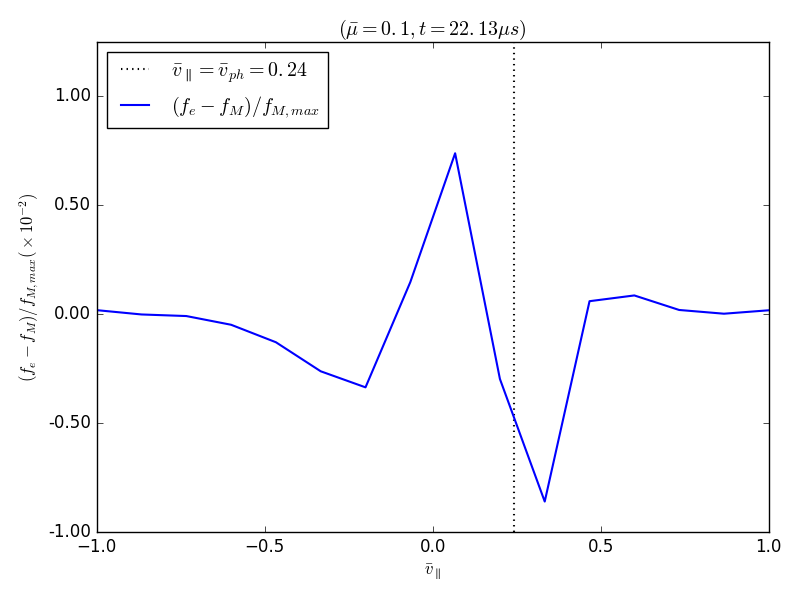 (μ̄ = 0.1, t = 22.13μs)
v̄∥ = v̄ph = 0.24
(fe − fM)/fM,max
1.00
0.50
0.00
-0.50
-1.00
(fe − fM)/fM,max(×10⁻²)
−1.0 −0.5 0.0 0.5 1.0
v̄∥